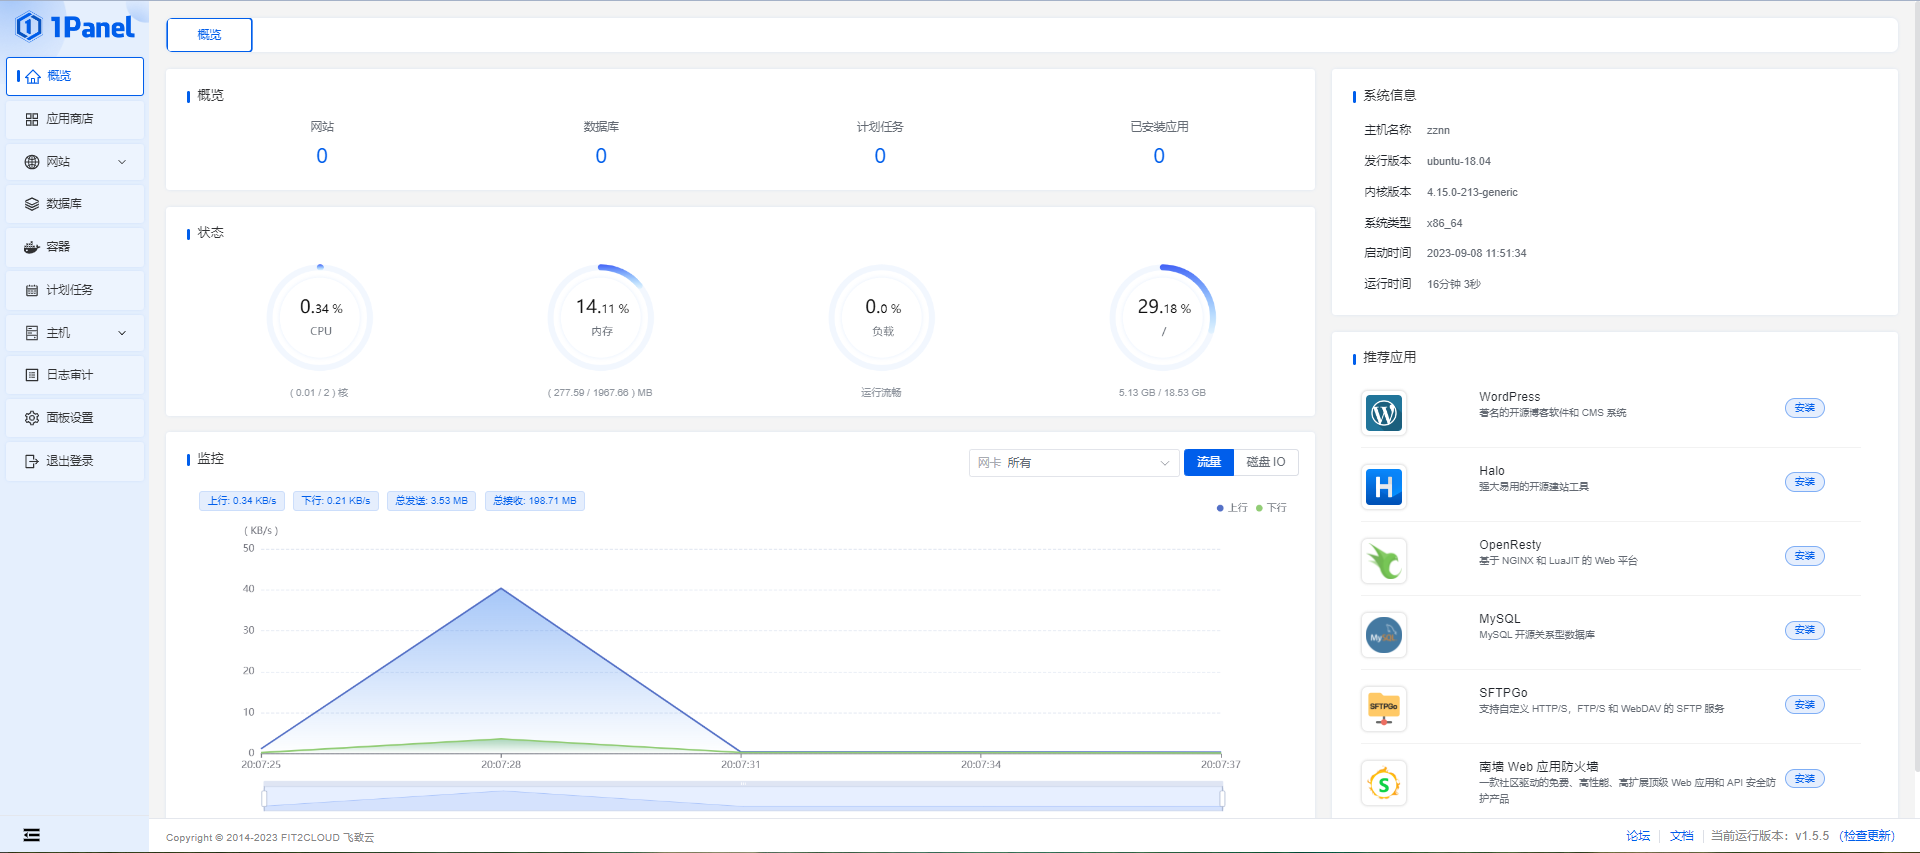 1Panel
概览
应用商店
网站
数据库
容器
计划任务
主机
日志审计
面板设置
退出登录
概览
概览
网站
0
数据库
0
计划任务
0
已安装应用
0
状态
0.34 %
CPU
( 0.01 / 2 ) 核
14.11 %
内存
( 277.59 / 1967.66 ) MB
0.0 %
负载
运行流畅
29.18 %
/
5.13 GB / 18.53 GB
监控
网卡 所有
流量
磁盘 IO
上行: 0.34 KB/s
下行: 0.21 KB/s
总发送: 3.53 MB
总接收: 198.71 MB
上行
下行
( KB/s )
50
40
30
20
10
0
20:07:25
20:07:28
20:07:31
20:07:34
20:07:37
系统信息
主机名称 zznn
发行版本 ubuntu-18.04
内核版本 4.15.0-213-generic
系统类型 x86_64
启动时间 2023-09-08 11:51:34
运行时间 16分钟 3秒
推荐应用
WordPress
著名的开源博客软件和 CMS 系统
安装
Halo
强大易用的开源建站工具
安装
OpenResty
基于 NGINX 和 LuaJIT 的 Web 平台
安装
MySQL
MySQL
MySQL 开源关系型数据库
安装
SFTPGo
SFTPGo
支持自定义 HTTP/S，FTP/S 和 WebDAV 的 SFTP 服务
安装
南墙 Web 应用防火墙
一款社区驱动的免费、高性能、高扩展顶级 Web 应用和 API 安全防
护产品
安装
Copyright © 2014-2023 FIT2CLOUD 飞致云
论坛
文档
当前运行版本： v1.5.5 （检查更新）